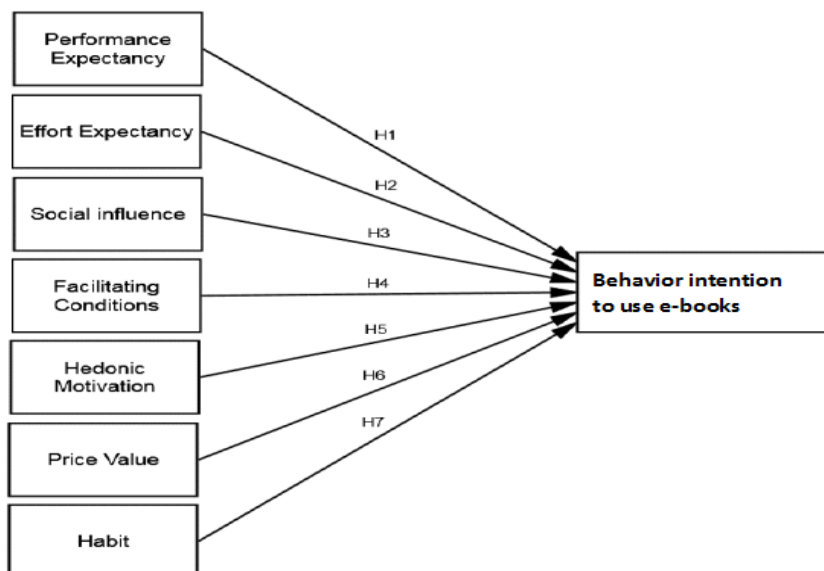 Performance
Expectancy
H1
Effort Expectancy
H2
Social influence
H3
Facilitating
Conditions
H4
Behavior intention
to use e-books
Hedonic
Motivation
H5
Price Value
H6
Habit
H7